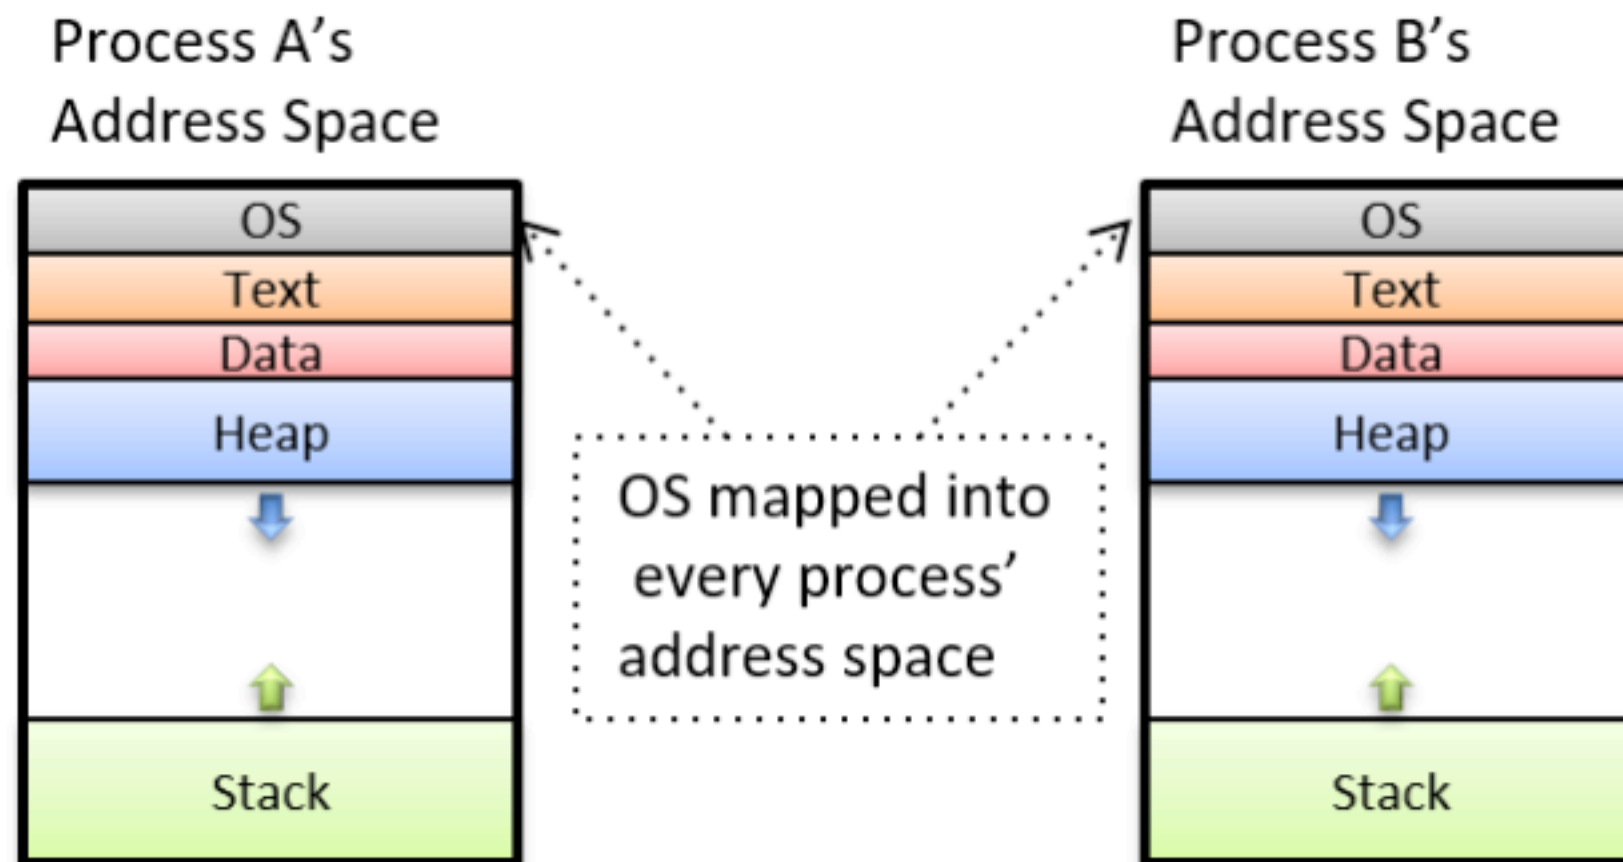 Process A’s
Address Space
OS
Text
Data
Heap
Stack
OS mapped into
every process’
address space
Process B’s
Address Space
OS
Text
Data
Heap
Stack